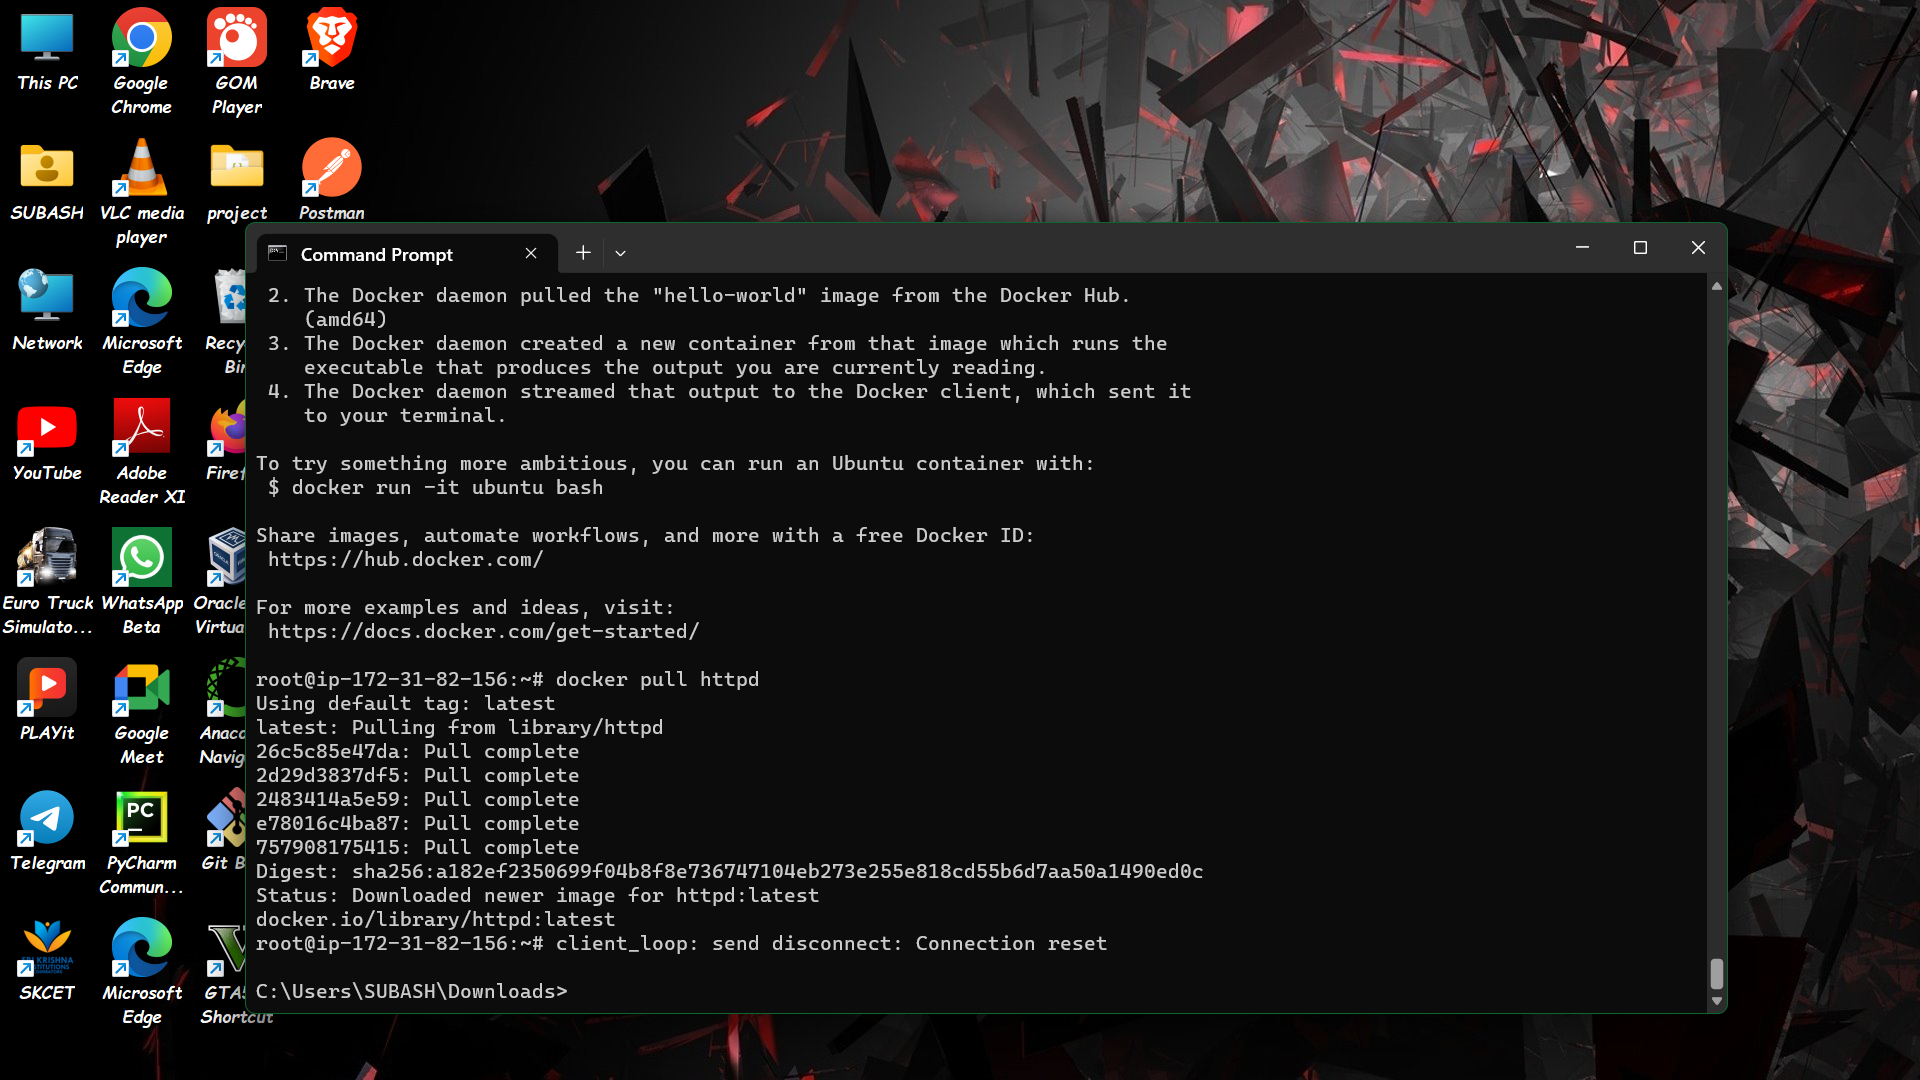 This PC
Google
Chrome
GOM
Player
Brave
SUBASH
VLC media
player
project
Postman
Network
Microsoft
Edge
YouTube
Adobe
Reader XI
Euro Truck
Simulato...
WhatsApp
Beta
Oracle
PLAYit
Google
Meet
Telegram
PC
PyCharm
Commun...
SKCET
Microsoft
Edge
Shortcut
Command Prompt
2. The Docker daemon pulled the "hello-world" image from the Docker Hub.
(amd64)
3. The Docker daemon created a new container from that image which runs the
executable that produces the output you are currently reading.
4. The Docker daemon streamed that output to the Docker client, which sent it
to your terminal.
To try something more ambitious, you can run an Ubuntu container with:
$ docker run -it ubuntu bash
Share images, automate workflows, and more with a free Docker ID:
https://hub.docker.com/
For more examples and ideas, visit:
https://docs.docker.com/get-started/
root@ip-172-31-82-156:~# docker pull httpd
Using default tag: latest
latest: Pulling from library/httpd
26c5c85e47da: Pull complete
2d29d3837df5: Pull complete
2483414a5e59: Pull complete
e78016c4ba87: Pull complete
757908175415: Pull complete
Digest: sha256:a182ef2350699f04b8f8e736747104eb273e255e818cd55b6d7aa50a1490ed0c
Status: Downloaded newer image for httpd:latest
docker.io/library/httpd:latest
root@ip-172-31-82-156:~# client_loop: send disconnect: Connection reset
C:\Users\SUBASH\Downloads>